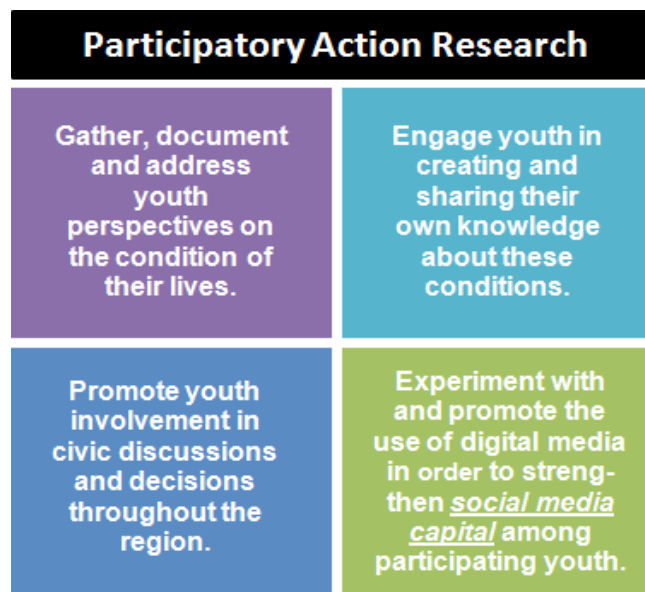 Participatory Action Research
Gather, document
and address
youth
perspectives on
the condition of
their lives.
Engage youth in
creating and
sharing their
own knowledge
about these
conditions.
Promote youth
involvement in
civic discussions
and decisions
throughout the
region.
Experiment with
and promote the
use of digital media
in order to streng-
then social media
capital among
participating youth.